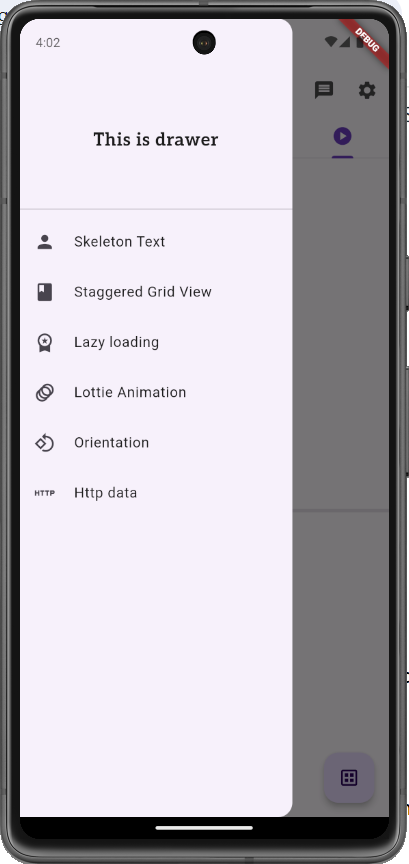 4:02
DEBUG
This is drawer
Skeleton Text
Staggered Grid View
Lazy loading
Lottie Animation
Orientation
HTTP Http data